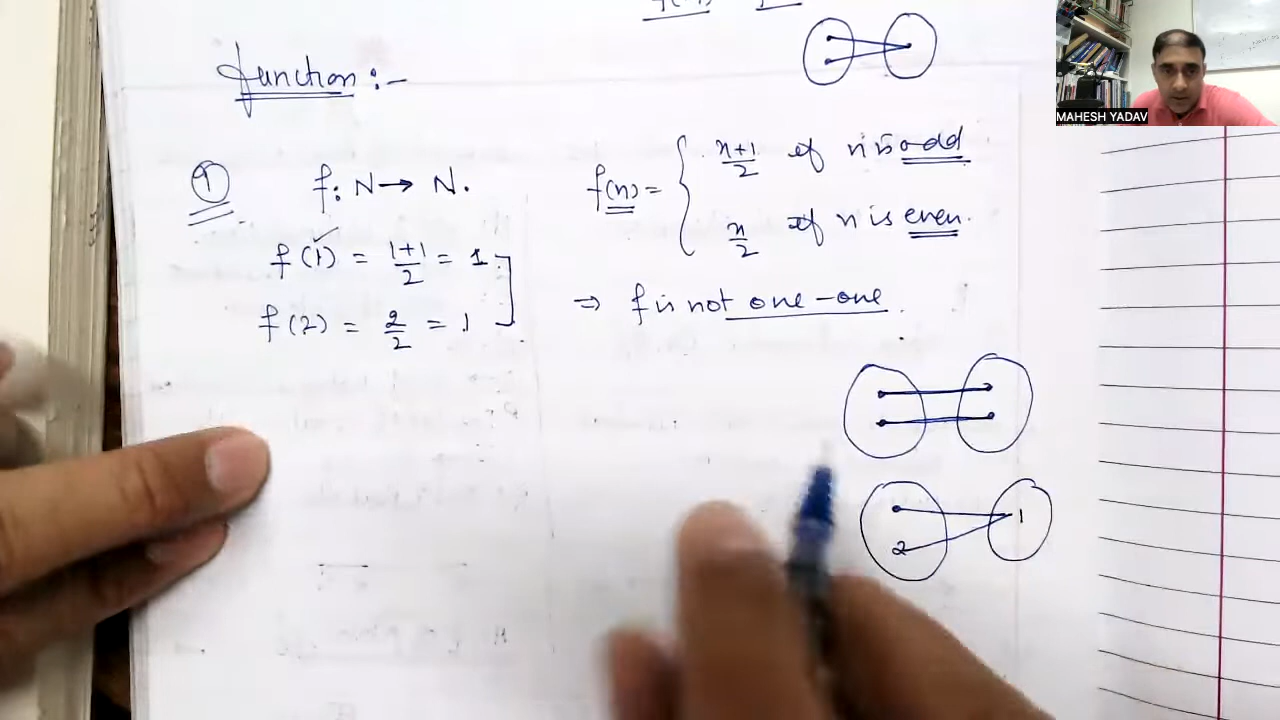 function :-
MAHESH YADAV
1 f: N → N. f(n) = { n+1/2 if n is odd
n/2 if n is even.
f(1) = 1+1/2 = 1
f(2) = 2/2 = 1 ⇒ f is not one-one.
1
2